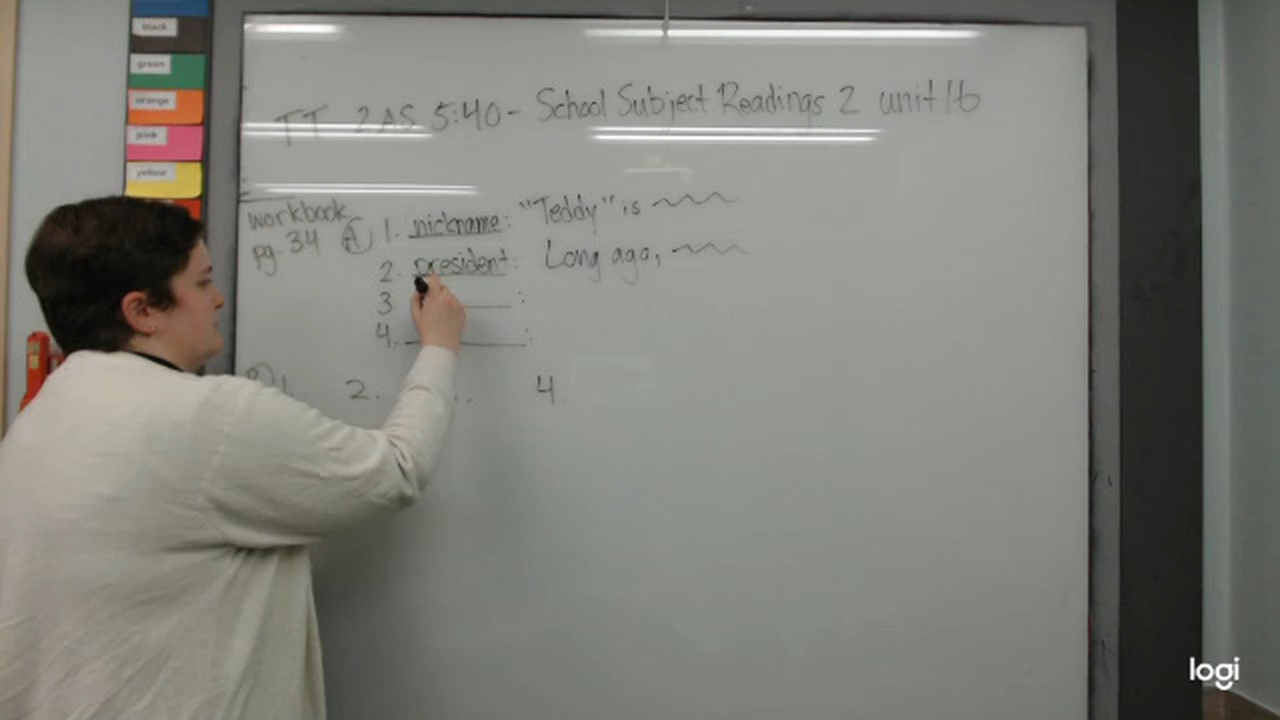 black
green
orange
pink
yellow
TT 2AS 5:40- School Subject Readings 2 unit 16
workbook
pg. 34 A 1. nickname: "Teddy" is
2. president: Long ago,
3 :
4. :
1. 2. . 4.
logi